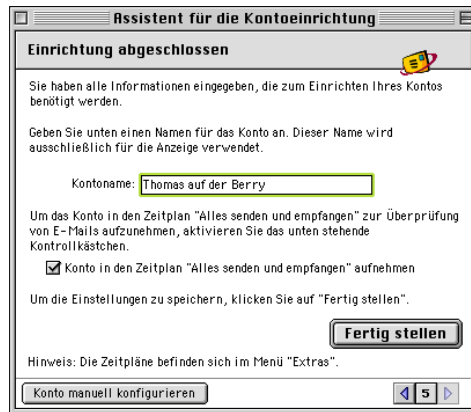 Assistent für die Kontoeinrichtung
Einrichtung abgeschlossen
Sie haben alle Informationen eingegeben, die zum Einrichten Ihres Kontos
benötigt werden.
Geben Sie unten einen Namen für das Konto an. Dieser Name wird
ausschließlich für die Anzeige verwendet.
Kontoname: Thomas auf der Berry
Um das Konto in den Zeitplan "Alles senden und empfangen" zur Überprüfung
von E-Mails aufzunehmen, aktivieren Sie das unten stehende
Kontrollkästchen.
Konto in den Zeitplan "Alles senden und empfangen" aufnehmen
Um die Einstellungen zu speichern, klicken Sie auf "Fertig stellen".
Fertig stellen
Hinweis: Die Zeitpläne befinden sich im Menü "Extras".
Konto manuell konfigurieren 5